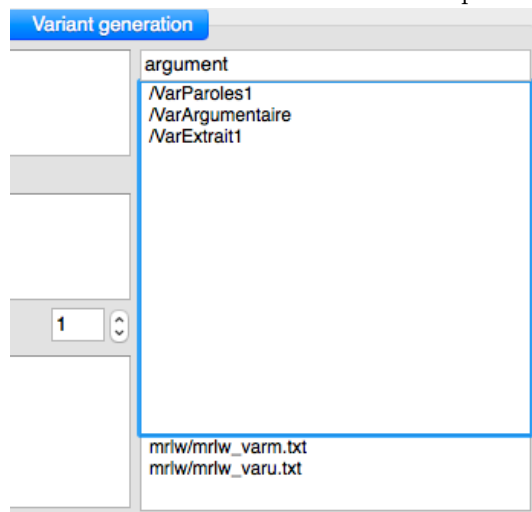 Variant generation
argument
/VarParoles1
/VarArgumentaire
/VarExtrait1
1
mrlw/mrlw_varm.txt
mrlw/mrlw_varu.txt